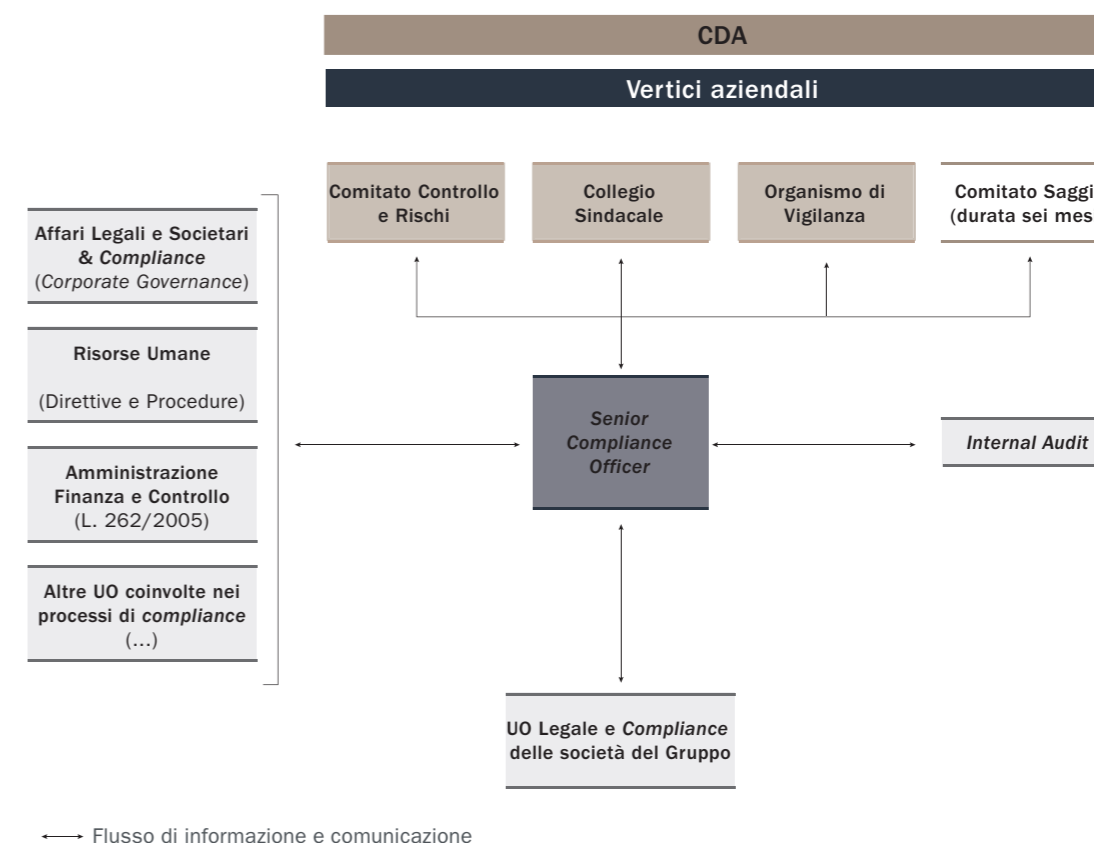 CDA
Vertici aziendali
Comitato Controllo
e Rischi
Collegio
Sindacale
Organismo di
Vigilanza
Comitato Saggi
(durata sei mesi
Affari Legali e Societari
& Compliance
(Corporate Governance)
Risorse Umane
(Direttive e Procedure)
Amministrazione
Finanza e Controllo
(L. 262/2005)
Altre UO coinvolte nei
processi di compliance
(...)
Senior
Compliance
Officer
Internal Audit
UO Legale e Compliance
delle società del Gruppo
Flusso di informazione e comunicazione